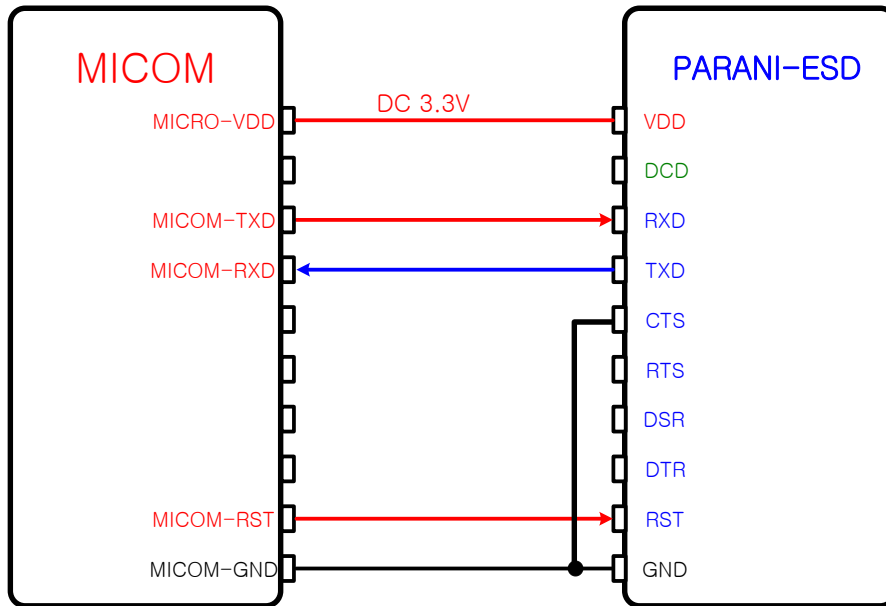 MICOM
PARANI-ESD
DC 3.3V
MICRO-VDD
VDD
DCD
MICOM-TXD
RXD
MICOM-RXD
TXD
CTS
RTS
DSR
DTR
MICOM-RST
RST
MICOM-GND
GND